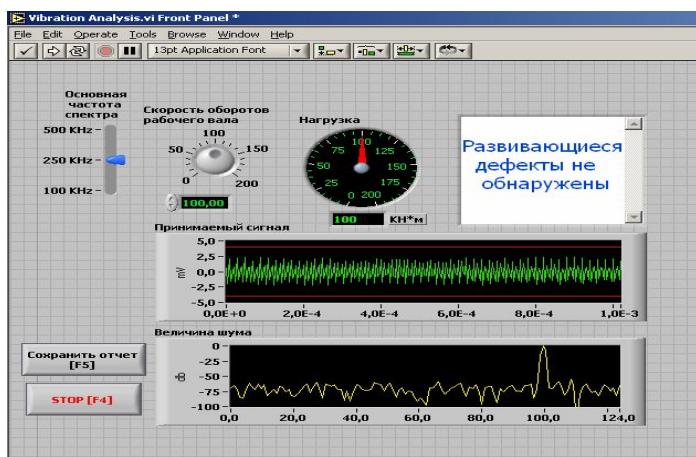 Vibration Analysis.vi Front Panel *
File Edit Operate Tools Browse Window Help
13pt Application Font
Основная
частота
спектра
500 KHz
250 KHz
100 KHz
Скорость оборотов
рабочего вала
0
50
100
150
200
100,00
Нагрузка
0
25
50
75
100
125
150
175
200
100 КН*м
Развивающиеся
дефекты не
обнаружены
Принимаемый сигнал
mV
5,0
2,5
0,0
-2,5
-5,0
0,0E+0 2,0E-4 4,0E-4 6,0E-4 8,0E-4 1,0E-3
Величина шума
dB
0
-25
-50
-75
-100
0,0 20,0 40,0 60,0 80,0 100,0 124,0
Сохранить отчет
[F5]
STOP [F4]